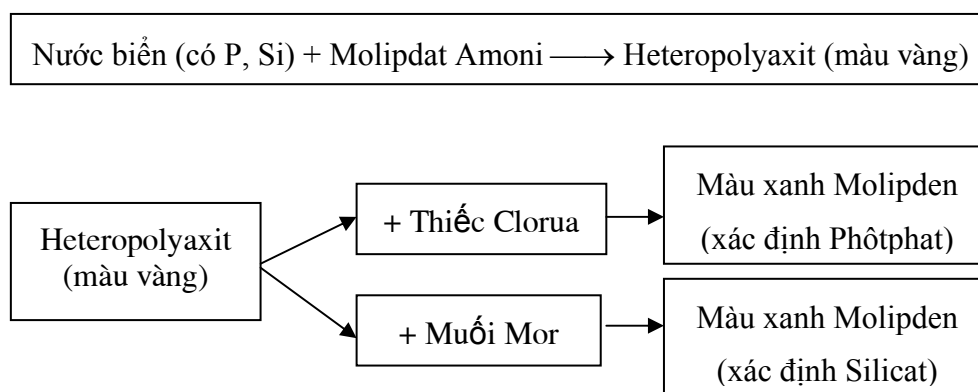 Nước biển (có P, Si) + Molipdat Amoni ⟶ Heteropolyaxit (màu vàng)
Heteropolyaxit
(màu vàng)
+ Thiếc Clorua
Màu xanh Molipden
(xác định Phôtphat)
+ Muối Mor
Màu xanh Molipden
(xác định Silicat)